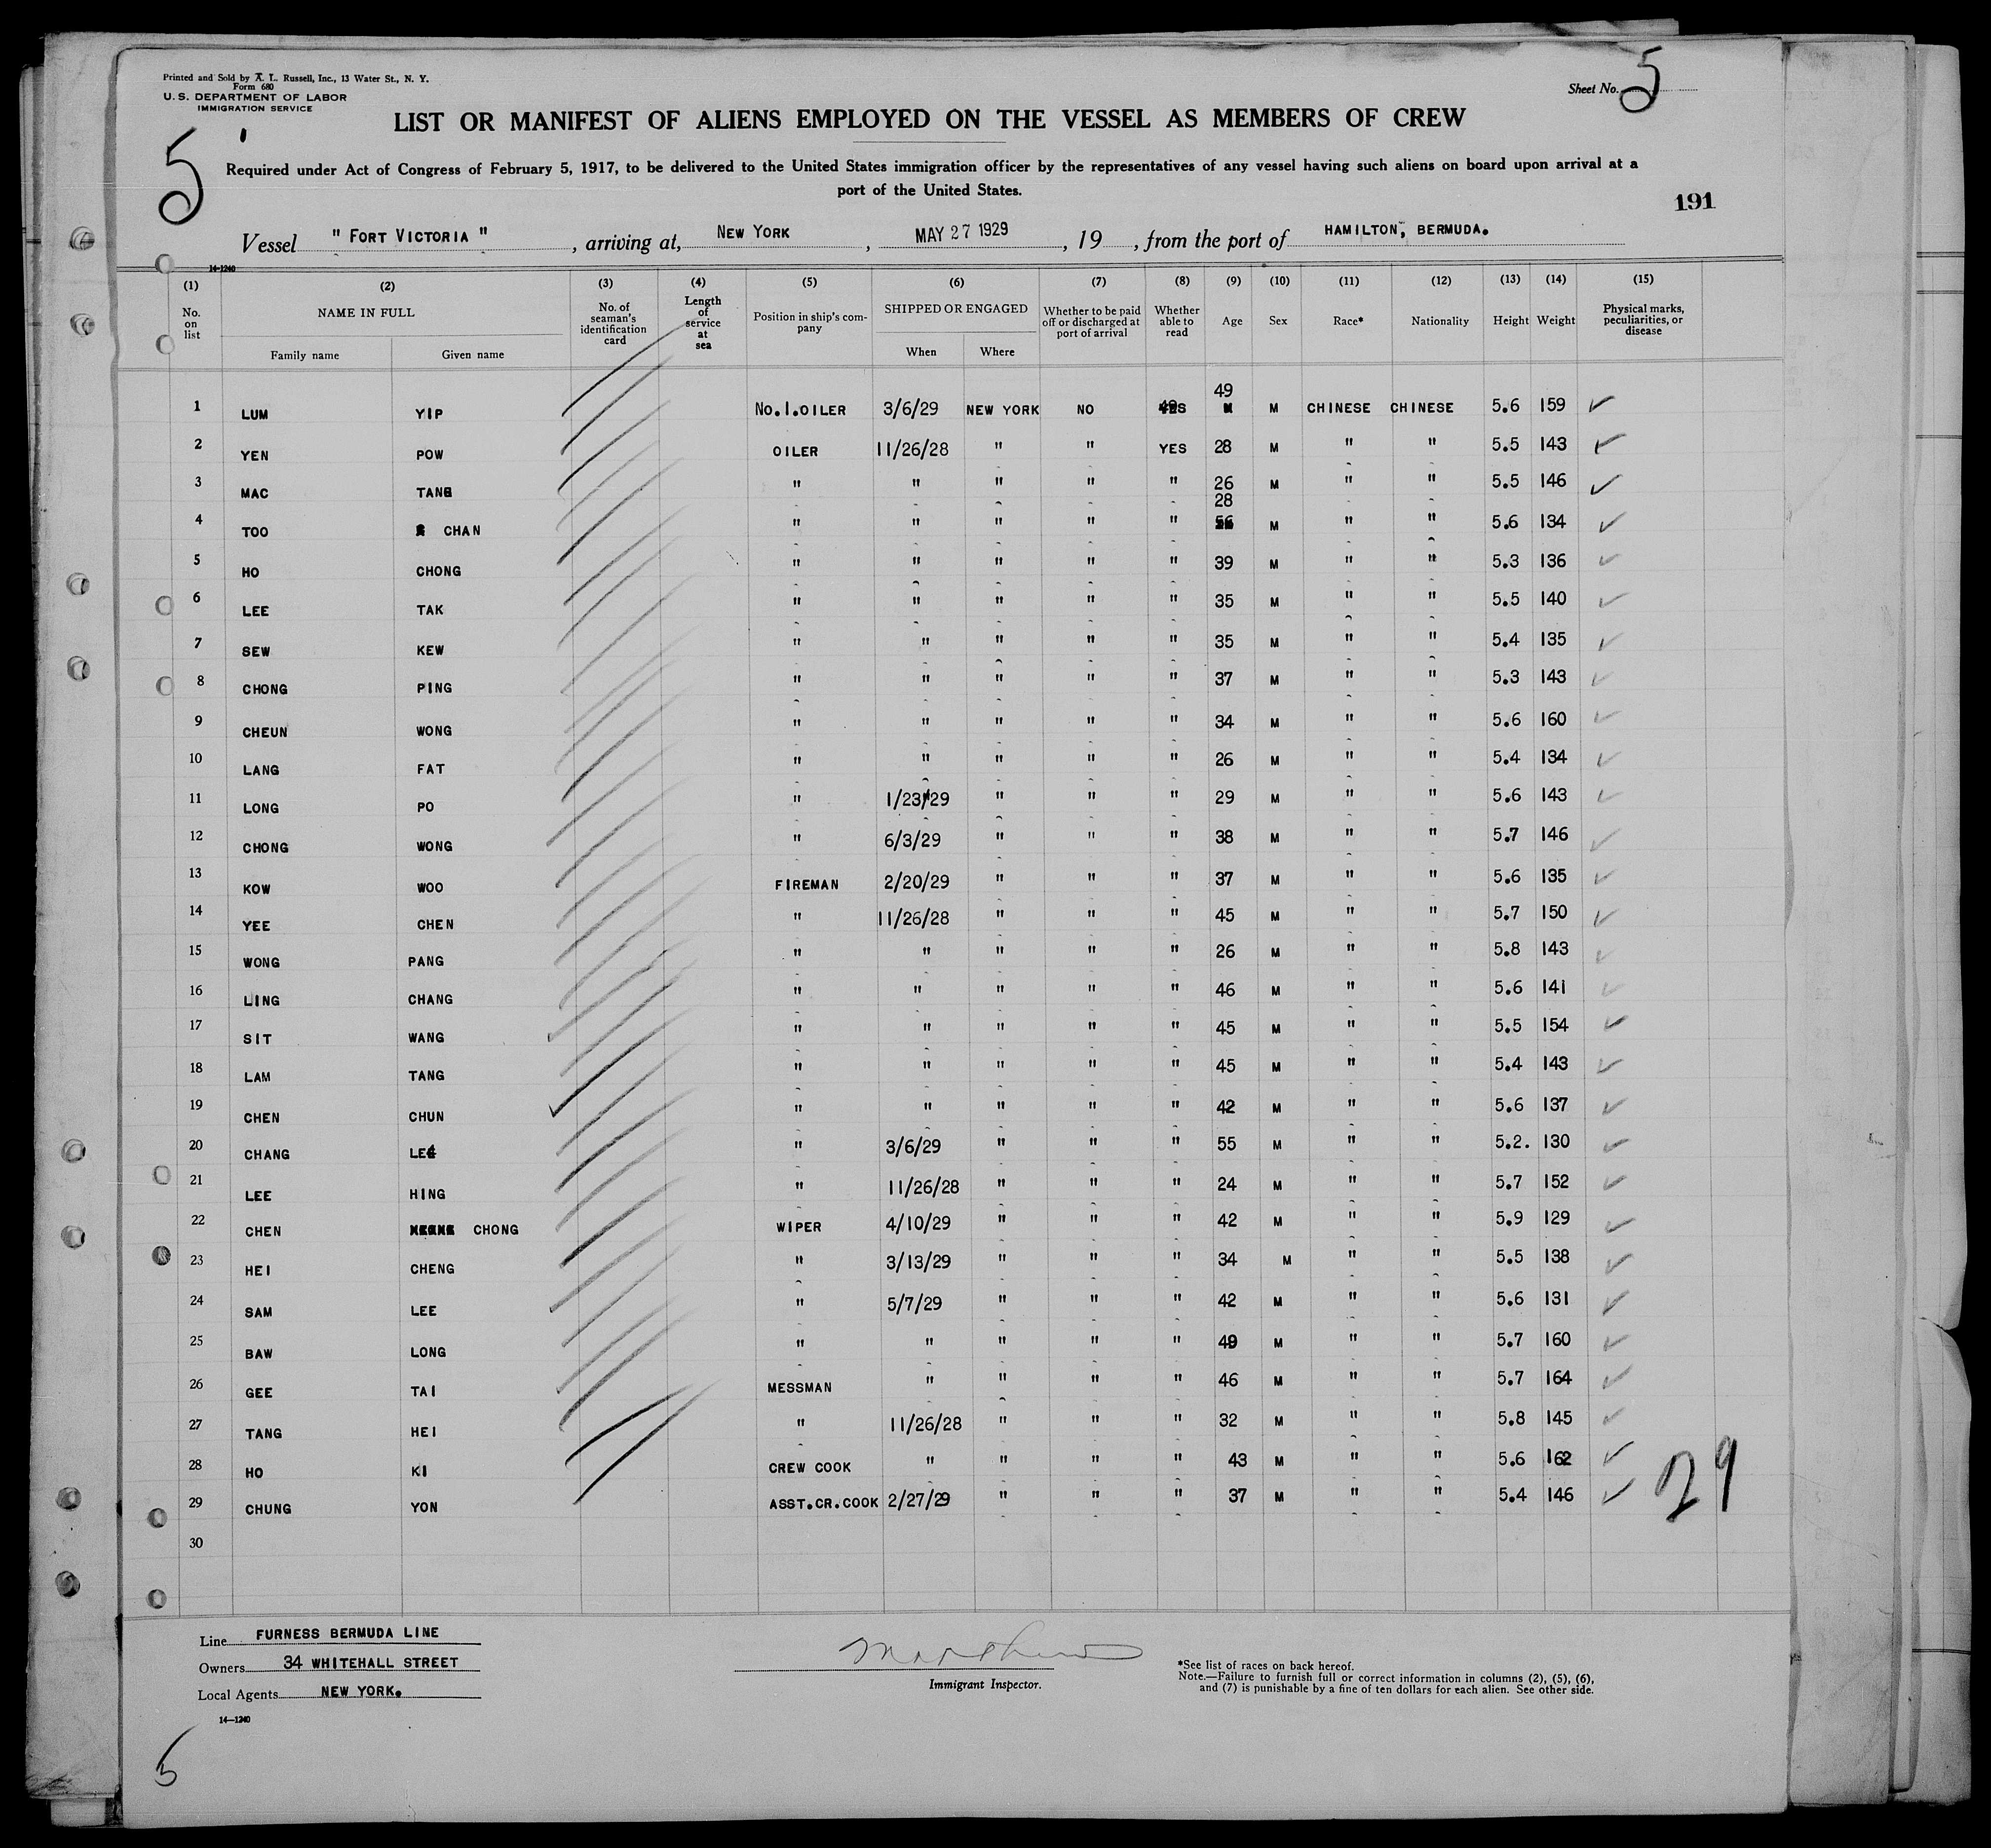 Printed and Sold by A. L. Russell, Inc., 13 Water St., N. Y.
Form 680
U.S. DEPARTMENT OF LABOR
IMMIGRATION SERVICE
Sheet No. 5
LIST OR MANIFEST OF ALIENS EMPLOYED ON THE VESSEL AS MEMBERS OF CREW
5
Required under Act of Congress of February 5, 1917, to be delivered to the United States immigration officer by the representatives of any vessel having such aliens on board upon arrival at a
port of the United States.
191
Vessel " FORT VICTORIA " , arriving at, NEW YORK , MAY 27 1929 , 19 , from the port of HAMILTON, BERMUDA.
14-1240
(1) (2) (3) (4) (5) (6) (7) (8) (9) (10) (11) (12) (13) (14) (15)
No. on list NAME IN FULL Family name Given name No. of seaman's identification card Length of service at sea Position in ship's company SHIPPED OR ENGAGED When Where Whether to be paid off or discharged at port of arrival Whether able to read Age Sex Race* Nationality Height Weight Physical marks, peculiarities, or disease
1 LUM YIP No.1.OILER 3/6/29 NEW YORK NO YES 49 M CHINESE CHINESE 5.6 159
2 YEN POW OILER 11/26/28 " " YES 28 M " " 5.5 143
3 MAC TANG " " " " " 26 M " " 5.5 146
4 TOO CHAN " " " " " 28 M " " 5.6 134
5 HO CHONG " " " " " 39 M " " 5.3 136
6 LEE TAK " " " " " 35 M " " 5.5 140
7 SEW KEW " " " " " 35 M " " 5.4 135
8 CHONG PING " " " " " 37 M " " 5.3 143
9 CHEUN WONG " " " " " 34 M " " 5.6 160
10 LANG FAT " " " " " 26 M " " 5.4 134
11 LONG PO " 1/23/29 " " " 29 M " " 5.6 143
12 CHONG WONG " 6/3/29 " " " 38 M " " 5.7 146
13 KOW WOO FIREMAN 2/20/29 " " " 37 M " " 5.6 135
14 YEE CHEN " 11/26/28 " " " 45 M " " 5.7 150
15 WONG PANG " " " " " 26 M " " 5.8 143
16 LING CHANG " " " " " 46 M " " 5.6 141
17 SIT WANG " " " " " 45 M " " 5.5 154
18 LAM TANG " " " " " 45 M " " 5.4 143
19 CHEN CHUN " " " " " 42 M " " 5.6 137
20 CHANG LEE " 3/6/29 " " " 55 M " " 5.2. 130
21 LEE HING " 11/26/28 " " " 24 M " " 5.7 152
22 CHEN CHONG WIPER 4/10/29 " " " 42 M " " 5.9 129
23 HEI CHENG " 3/13/29 " " " 34 M " " 5.5 138
24 SAM LEE " 5/7/29 " " " 42 M " " 5.6 131
25 BAW LONG " " " " " 49 M " " 5.7 160
26 GEE TAI MESSMAN " " " " 46 M " " 5.7 164
27 TANG HEI " 11/26/28 " " " 32 M " " 5.8 145
28 HO KI CREW COOK " " " " 43 M " " 5.6 162
29 CHUNG YON ASST.CR.COOK 2/27/29 " " " 37 M " " 5.4 146
29
30
Line FURNESS BERMUDA LINE
Owners 34 WHITEHALL STREET
Local Agents NEW YORK.
14-1240
Immigrant Inspector.
*See list of races on back hereof.
Note.—Failure to furnish full or correct information in columns (2), (5), (6),
and (7) is punishable by a fine of ten dollars for each alien. See other side.
5